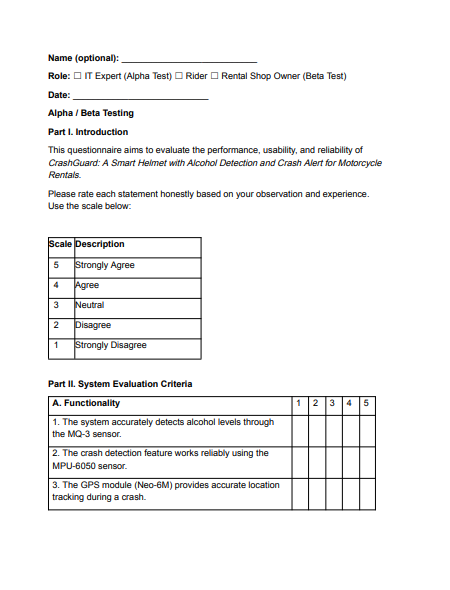 Name (optional): ___________________________
Role: ☐ IT Expert (Alpha Test) ☐ Rider ☐ Rental Shop Owner (Beta Test)
Date: ___________________________
Alpha / Beta Testing
Part I. Introduction
This questionnaire aims to evaluate the performance, usability, and reliability of
CrashGuard: A Smart Helmet with Alcohol Detection and Crash Alert for Motorcycle
Rentals.
Please rate each statement honestly based on your observation and experience.
Use the scale below:
Scale Description
5 Strongly Agree
4 Agree
3 Neutral
2 Disagree
1 Strongly Disagree
Part II. System Evaluation Criteria
A. Functionality 1 2 3 4 5
1. The system accurately detects alcohol levels through
the MQ-3 sensor.
2. The crash detection feature works reliably using the
MPU-6050 sensor.
3. The GPS module (Neo-6M) provides accurate location
tracking during a crash.